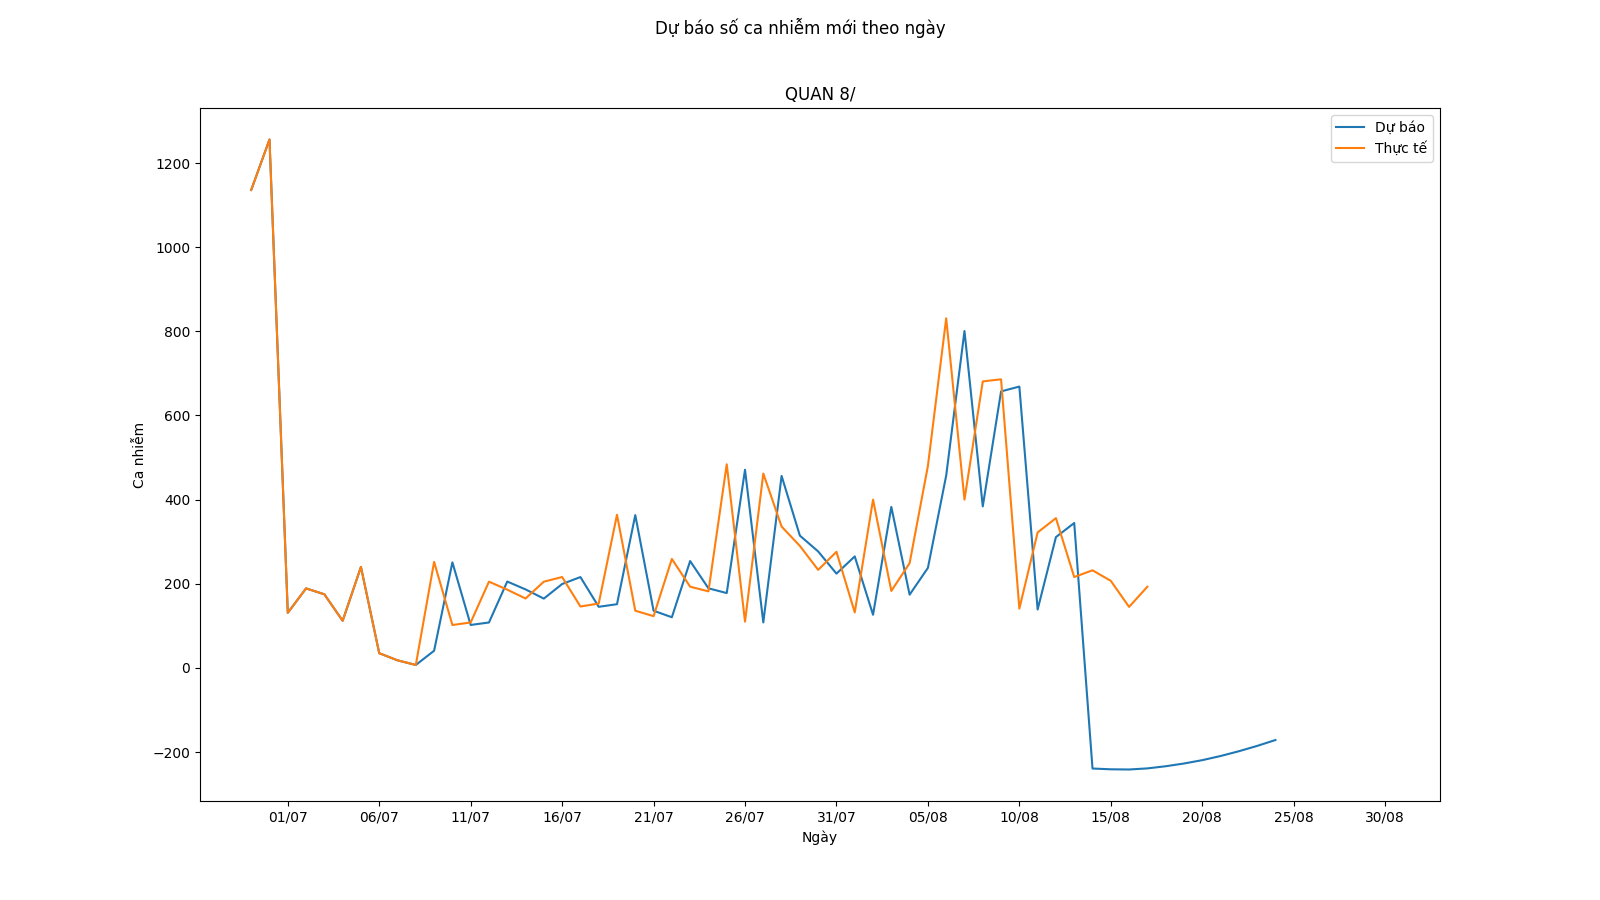 Dự báo số ca nhiễm mới theo ngày
QUAN 8/
Dự báo
Thực tế
1200
1000
800
600
400
200
0
−200
Ca nhiễm
01/07 06/07 11/07 16/07 21/07 26/07 31/07 05/08 10/08 15/08 20/08 25/08 30/08
Ngày